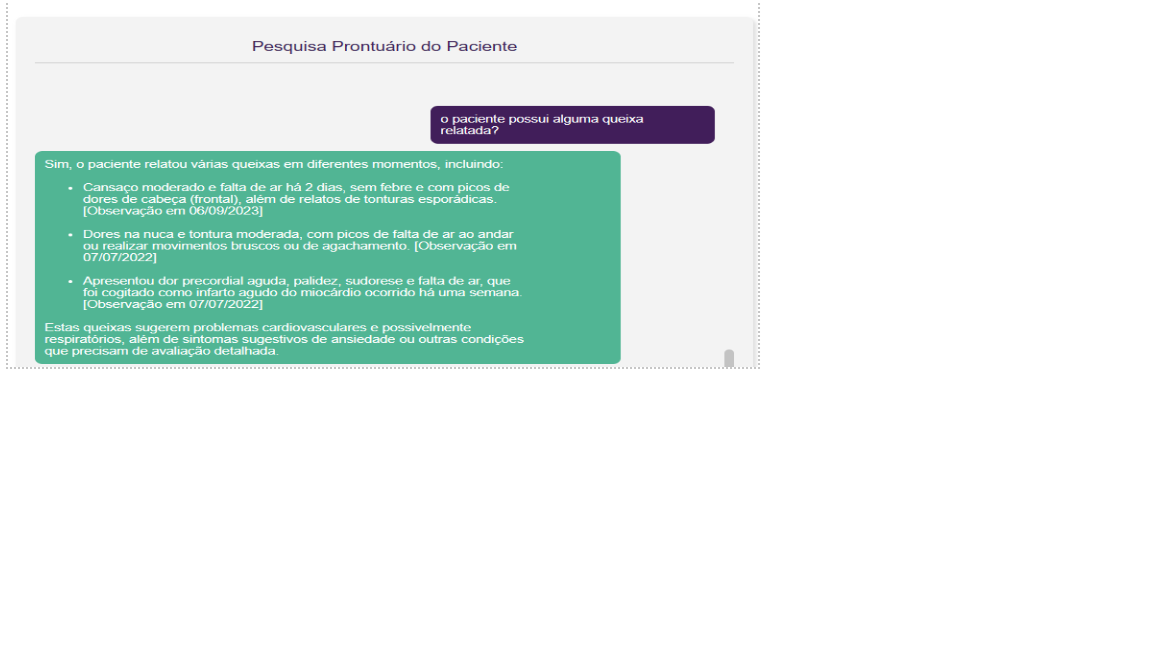 Pesquisa Prontuário do Paciente
o paciente possui alguma queixa
relatada?
Sim, o paciente relatou várias queixas em diferentes momentos, incluindo:
• Cansaço moderado e falta de ar há 2 dias, sem febre e com picos de
dores de cabeça (frontal), além de relatos de tonturas esporádicas.
[Observação em 06/09/2023]
• Dores na nuca e tontura moderada, com picos de falta de ar ao andar
ou realizar movimentos bruscos ou de agachamento. [Observação em
07/07/2022]
• Apresentou dor precordial aguda, palidez, sudorese e falta de ar, que
foi cogitado como infarto agudo do miocárdio ocorrido há uma semana.
[Observação em 07/07/2022]
Estas queixas sugerem problemas cardiovasculares e possivelmente
respiratórios, além de sintomas sugestivos de ansiedade ou outras condições
que precisam de avaliação detalhada.